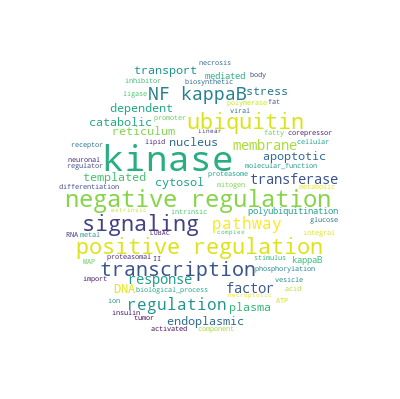 necrosis
transport mediated body
inhibitor biosynthetic
ligase NF kappaB stress
viral polymerase fat
dependent ubiquitin
catabolic promoter
reticulum linear fatty corepressor
receptor nucleus membrane cellular
kinase
regulator lipid apoptotic
neuronal proteasome molecular_function
templated cytosol mitogen transferase
differentiation metabolic
negative regulation
extrinsic intrinsic polyubiquitination
signaling pathway glucose
RNA metal LUBAC complex integral
positive regulation
MAP proteasomal II stimulus kappaB
transcription phosphorylation
import response vesicle
DNA biological_process factor acid
ion regulation necroptotic ATP
insulin tumor plasma
activated endoplasmic component